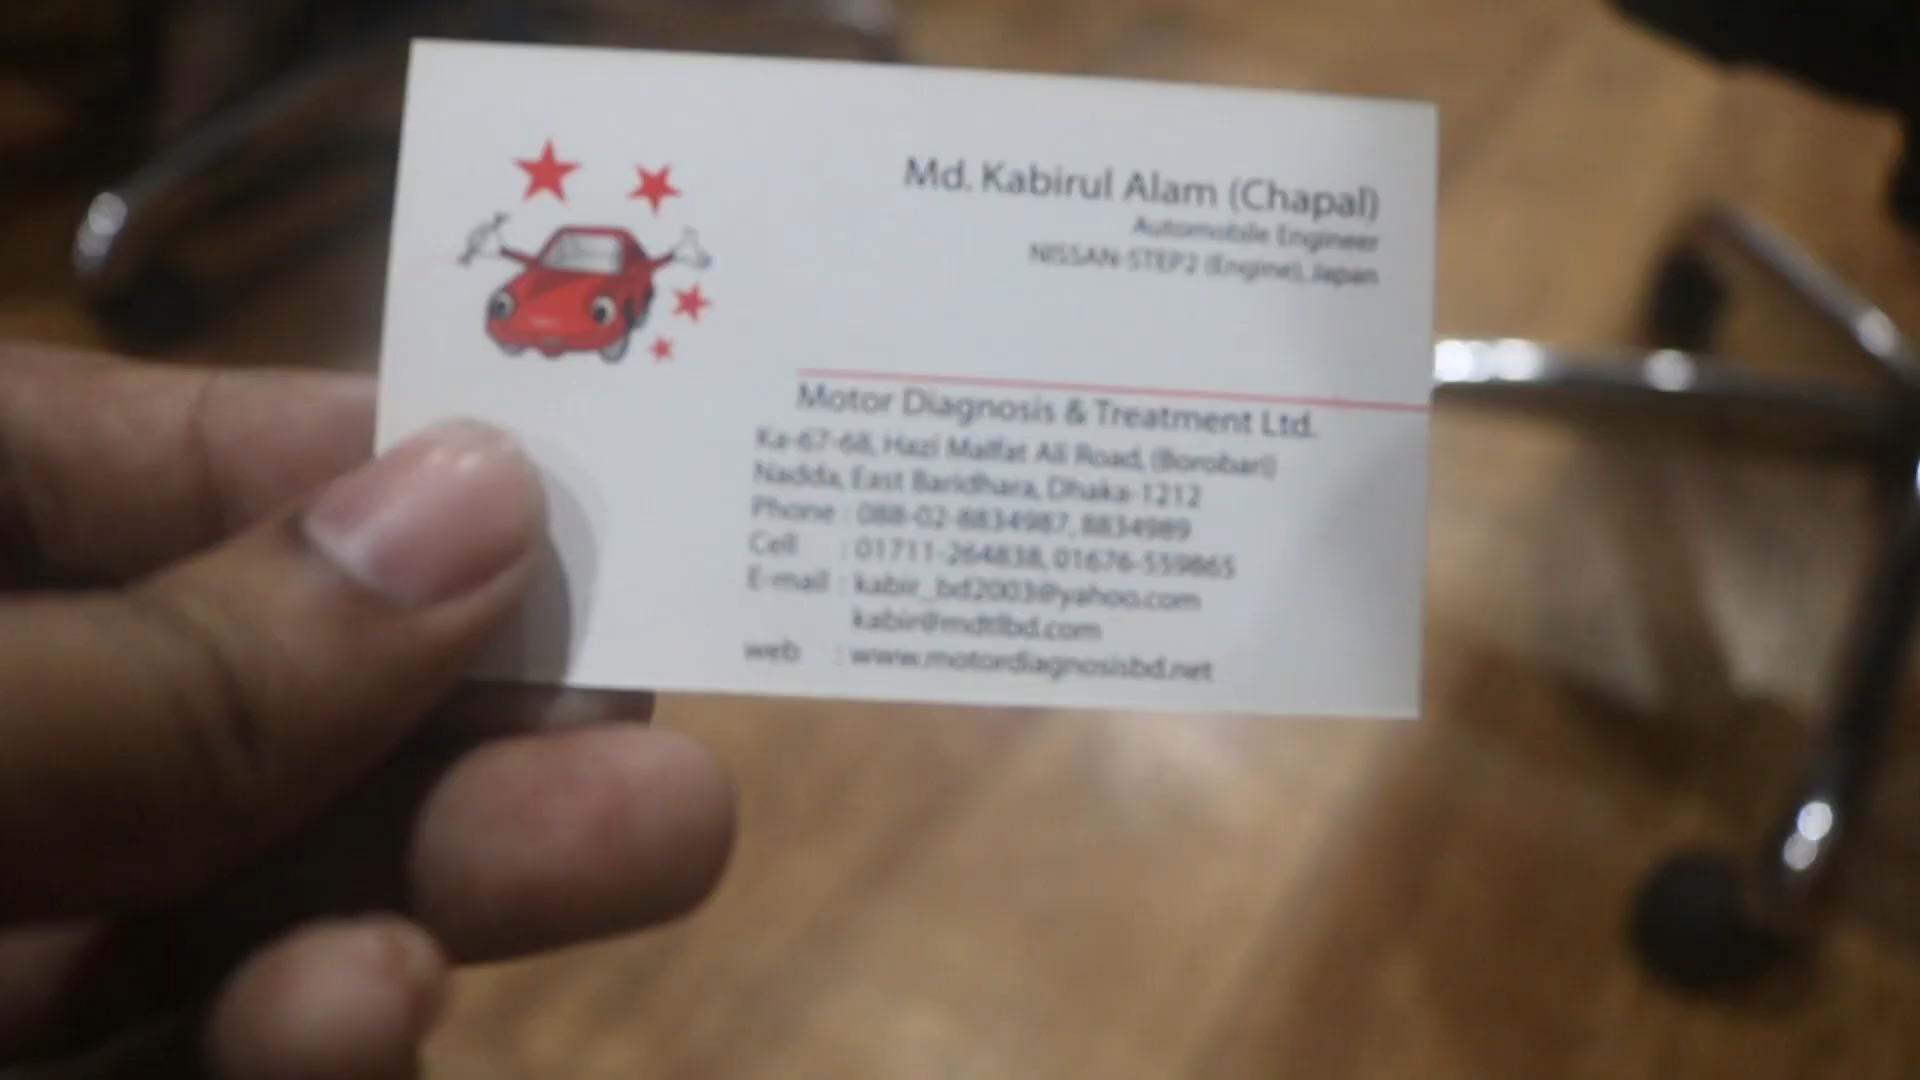 Md. Kabirul Alam (Chapal)
Automobile Engineer
NISSAN-STEP2 (Engine), Japan
Motor Diagnosis & Treatment Ltd.
Ka-67-68, Hazi Malfat Ali Road, (Borobari)
Nadda, East Baridhara, Dhaka-1212
Phone : 088-02-8834987, 8834989
Cell : 01711-264838, 01676-559865
E-mail : kabir_bd2003@yahoo.com
kabir@mdtlbd.com
web : www.motordiagnosisbd.net